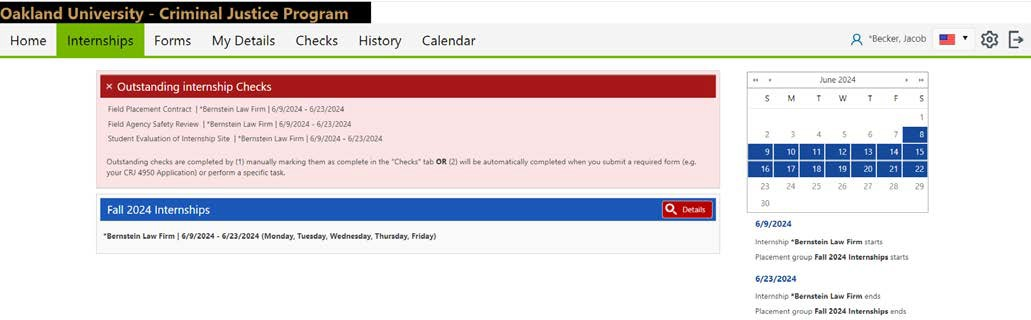 Oakland University - Criminal Justice Program
Home Internships Forms My Details Checks History Calendar *Becker, Jacob
× Outstanding internship Checks
Field Placement Contract | *Bernstein Law Firm | 6/9/2024 - 6/23/2024
Field Agency Safety Review | *Bernstein Law Firm | 6/9/2024 - 6/23/2024
Student Evaluation of Internship Site | *Bernstein Law Firm | 6/9/2024 - 6/23/2024
Outstanding checks are completed by (1) manually marking them as complete in the "Checks" tab OR (2) will be automatically completed when you submit a required form (e.g.
your CRJ 4950 Application) or perform a specific task.
Fall 2024 Internships Details
*Bernstein Law Firm | 6/9/2024 - 6/23/2024 (Monday, Tuesday, Wednesday, Thursday, Friday)
June 2024
S M T W T F S
1
2 3 4 5 6 7 8
9 10 11 12 13 14 15
16 17 18 19 20 21 22
23 24 25 26 27 28 29
30
6/9/2024
Internship *Bernstein Law Firm starts
Placement group Fall 2024 Internships starts
6/23/2024
Internship *Bernstein Law Firm ends
Placement group Fall 2024 Internships ends